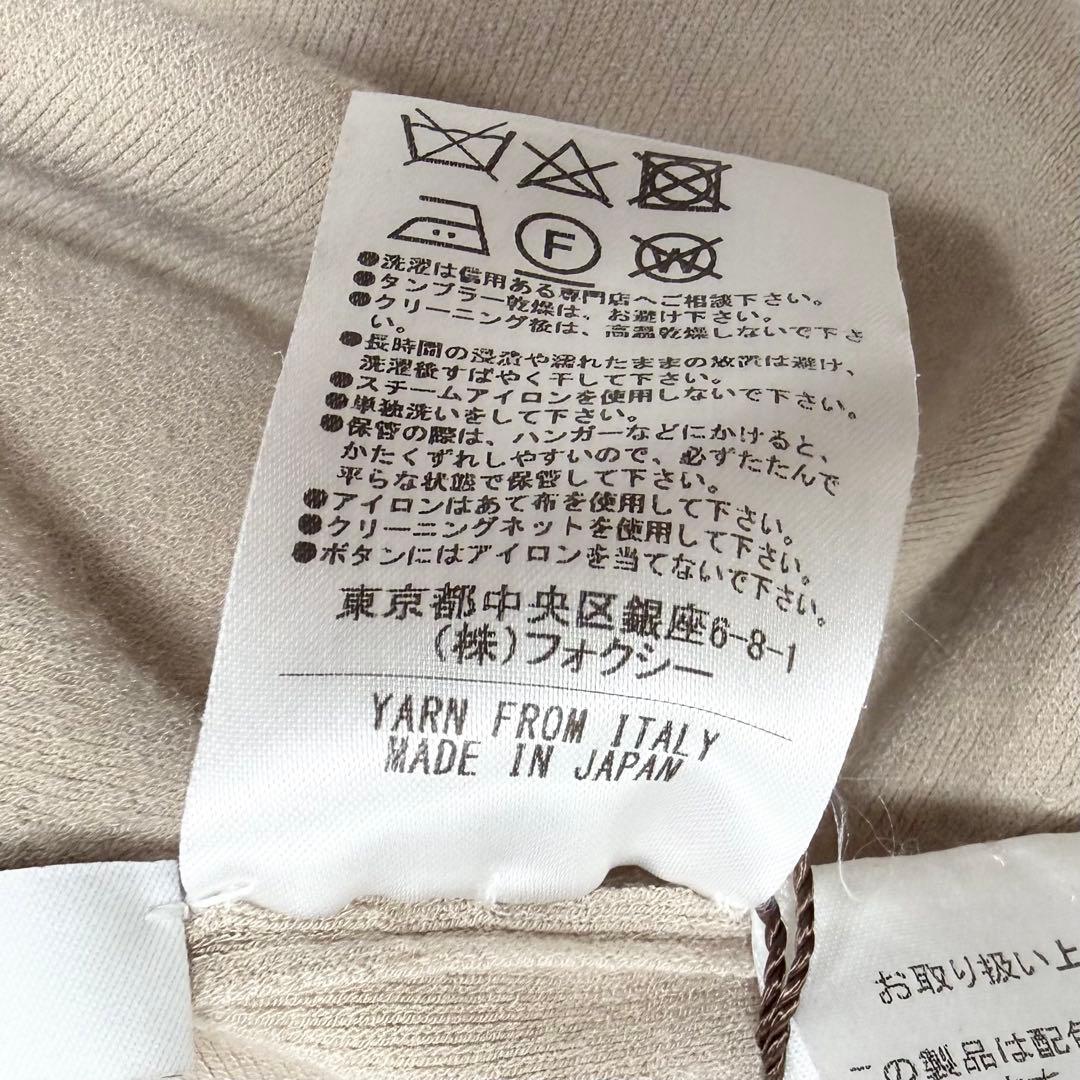 F
W
●洗濯は信用ある専門店へご相談下さい。
●タンブラー乾燥は、お避け下さい。
●クリーニング後は、高温乾燥しないで下さ
い。
●長時間の浸漬や濡れたままの放置は避け、
洗濯後すばやく干して下さい。
●スチームアイロンを使用しないで下さい。
●単独洗いをして下さい。
●保管の際は、ハンガーなどにかけると、
かたくずれしやすいので、必ずたたんで
平らな状態で保管して下さい。
●アイロンはあて布を使用して下さい。
●クリーニングネットを使用して下さい。
●ボタンにはアイロンを当てないで下さい。
東京都中央区銀座6-8-1
(株)フォクシー
YARN FROM ITALY
MADE IN JAPAN
お取り扱い上
この製品は配